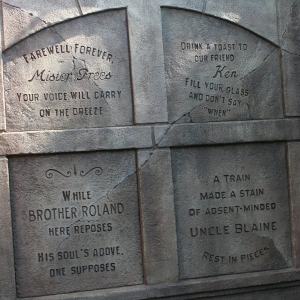 Farewell Forever,
Mister Frees
Your voice will carry
on the breeze
Drink a toast to
our friend
Ken
Fill your glass
and don't say
"when"
While
Brother Roland
here reposes
His soul's above,
one supposes
A train
made a stain
of absent-minded
Uncle Blaine
Rest in pieces